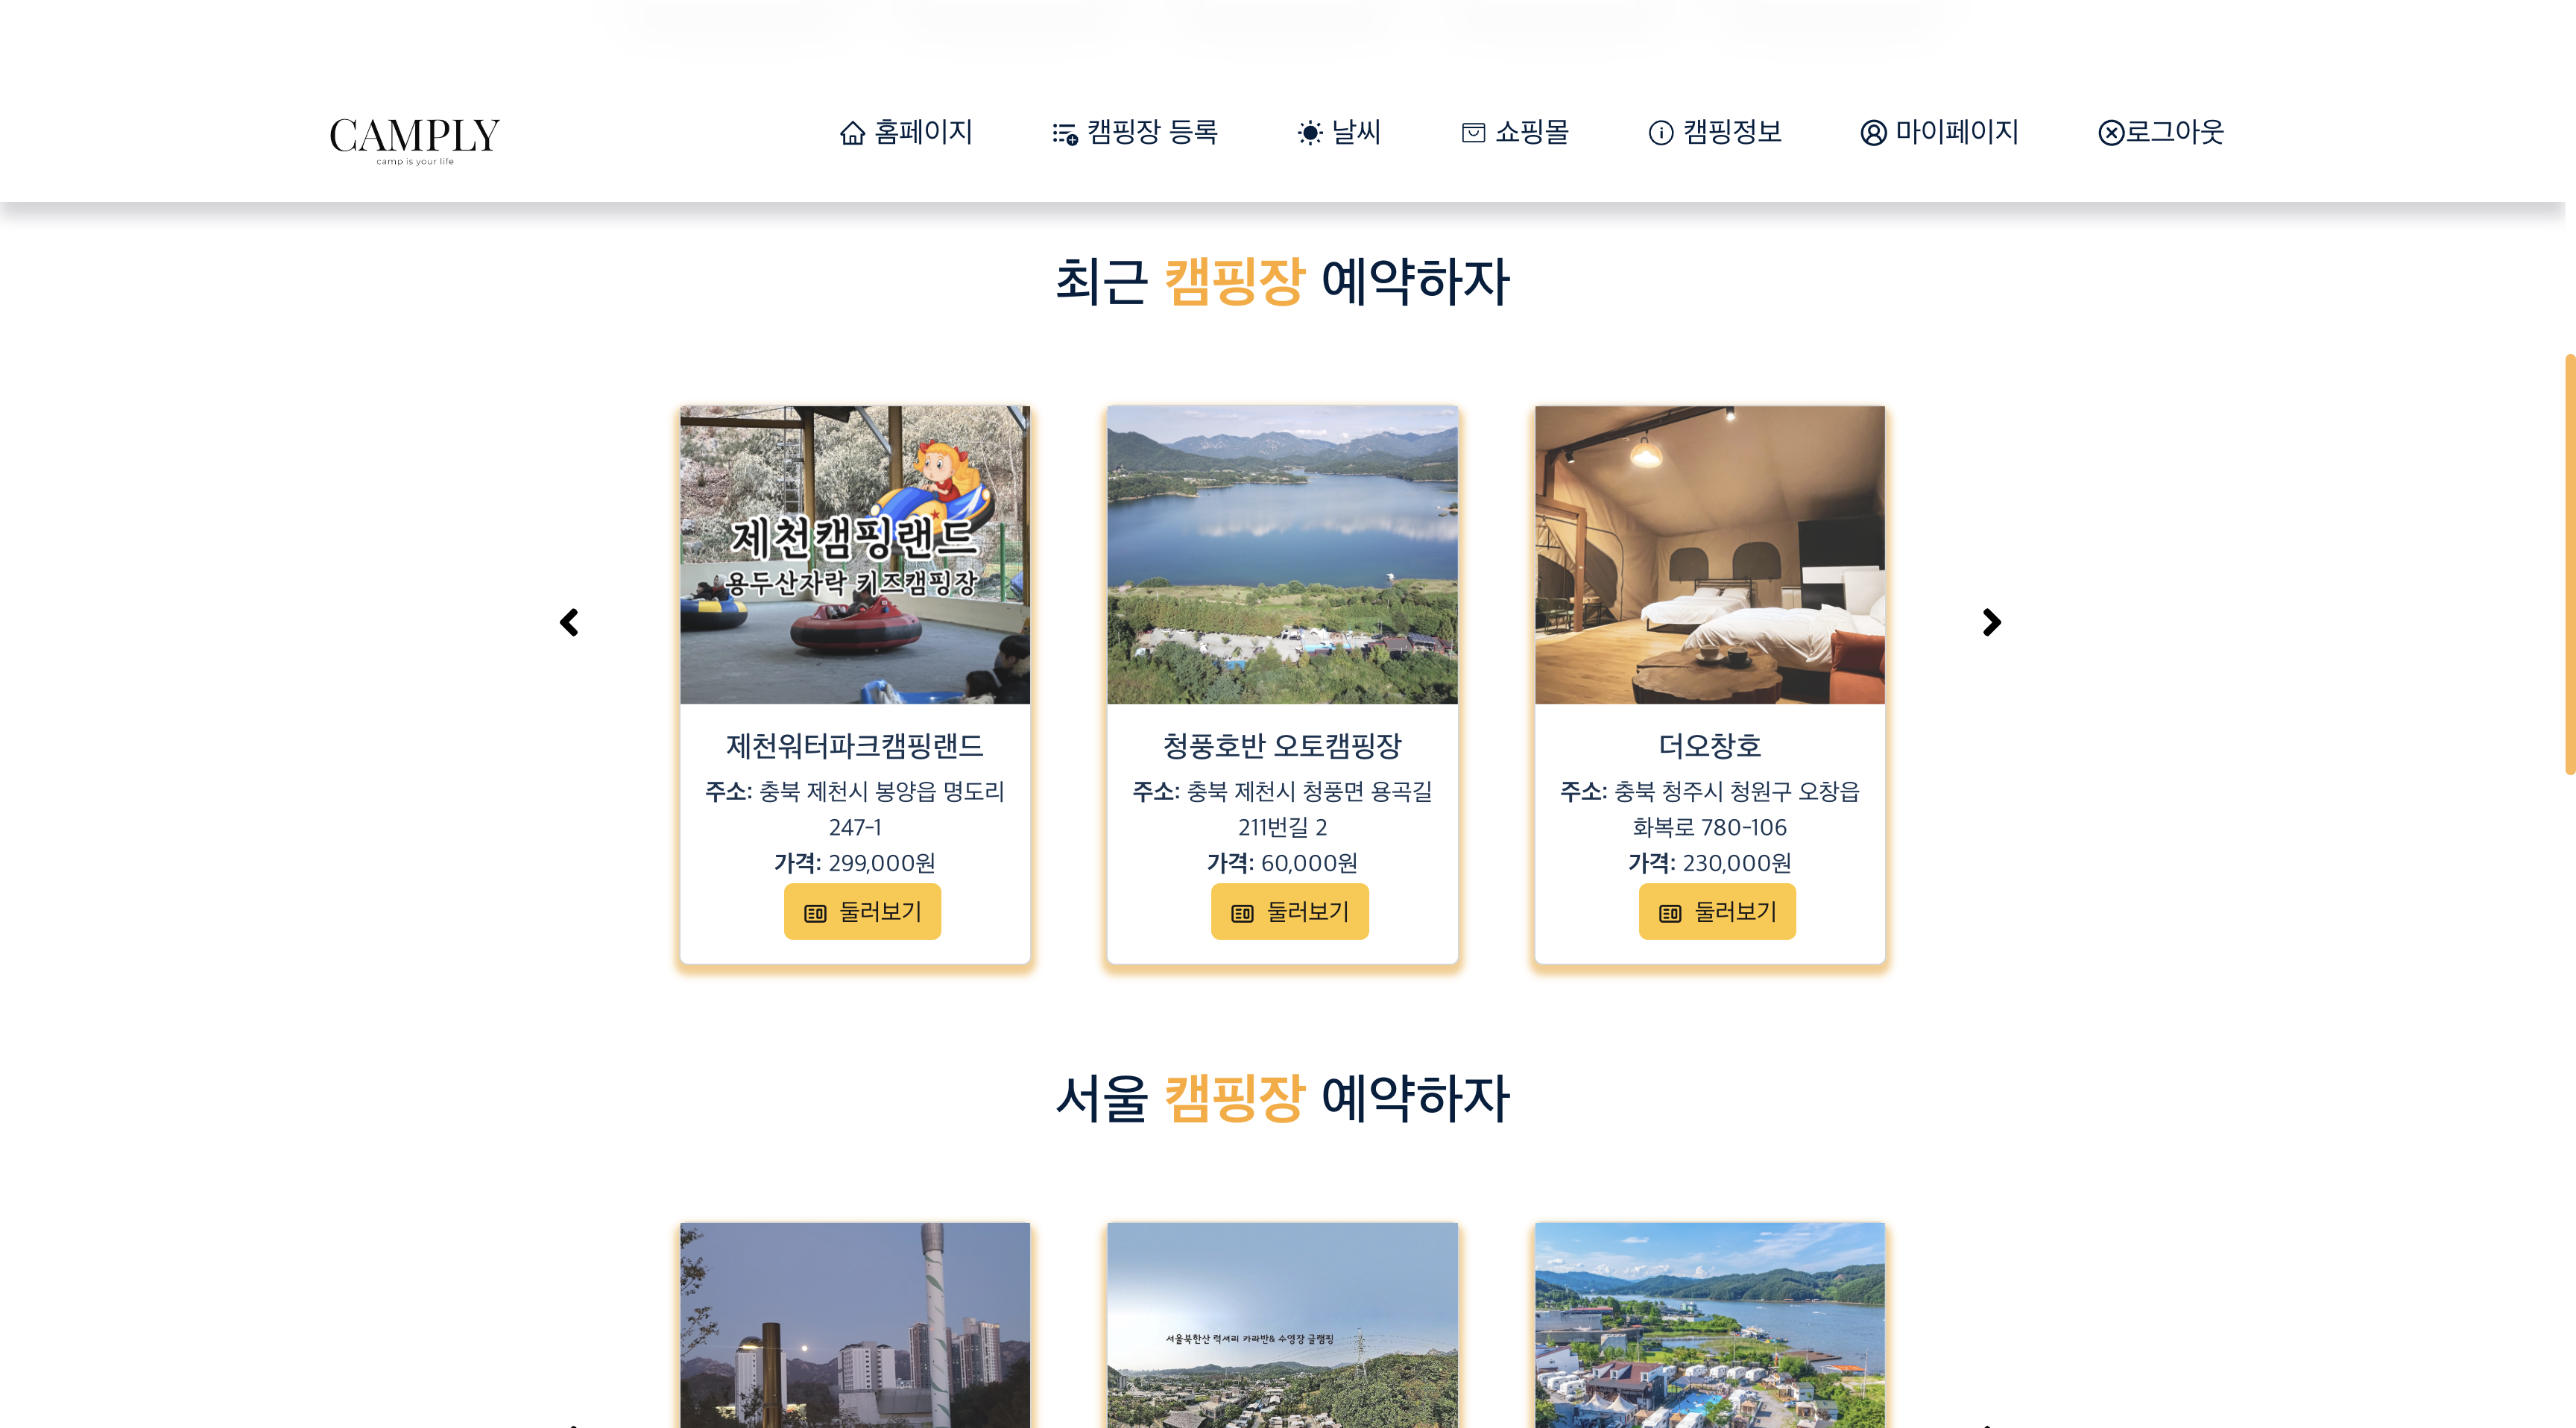 CAMPLY
camp is your life
홈페이지
캠핑장 등록
날씨
쇼핑몰
캠핑정보
마이페이지
로그아웃
최근 캠핑장 예약하자
제천캠핑랜드
용두산자락 키즈캠핑장
제천워터파크캠핑랜드
주소: 충북 제천시 봉양읍 명도리
247-1
가격: 299,000원
둘러보기
청풍호반 오토캠핑장
주소: 충북 제천시 청풍면 용곡길
211번길 2
가격: 60,000원
둘러보기
더오창호
주소: 충북 청주시 청원구 오창읍
화복로 780-106
가격: 230,000원
둘러보기
서울 캠핑장 예약하자
서울북한산 럭셔리 카라반& 수영장 글램핑